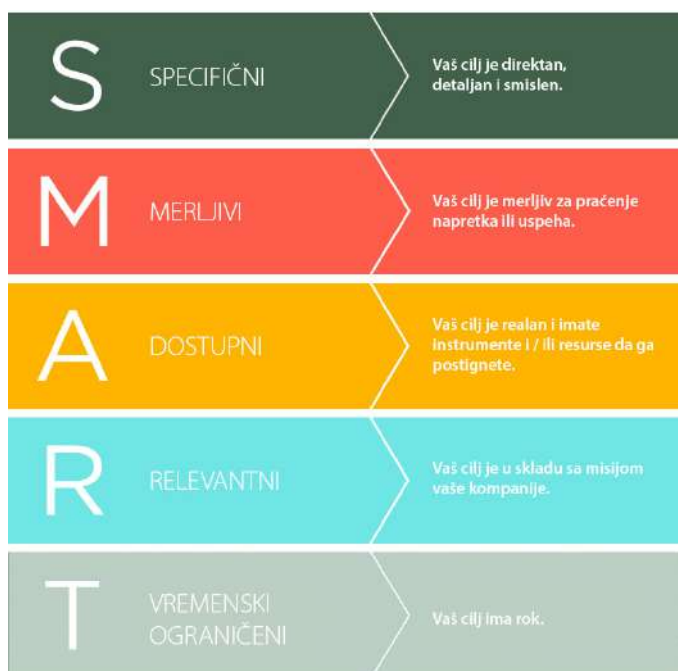 S
SPECIFIČNI
Vaš cilj je direktan,
detaljan i smislen.
M
MERLJIVI
Vaš cilj je merljiv za praćenje
napretka ili uspeha.
A
DOSTUPNI
Vaš cilj je realan i imate
instrumente i / ili resurse da ga
postignete.
R
RELEVANTNI
Vaš cilj je u skladu sa misijom
vaše kompanije.
T
VREMENSKI
OGRANIČENI
Vaš cilj ima rok.